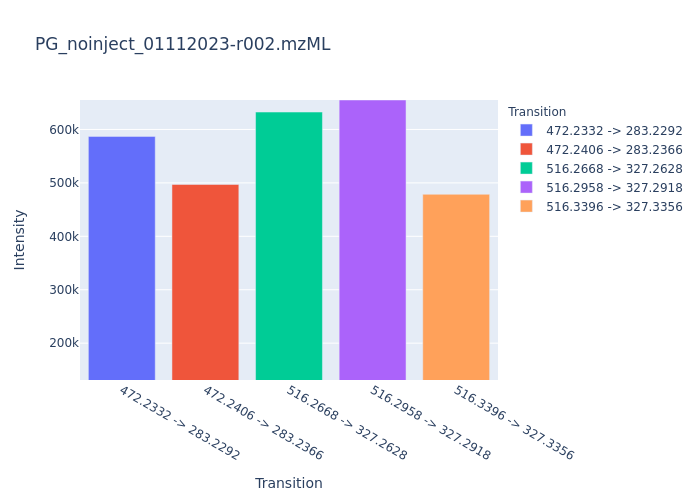 PG_noinject_01112023-r002.mzML
Intensity
600k
500k
400k
300k
200k
472.2332 -> 283.2292
472.2406 -> 283.2366
516.2668 -> 327.2628
516.2958 -> 327.2918
516.3396 -> 327.3356
Transition
Transition
472.2332 -> 283.2292
472.2406 -> 283.2366
516.2668 -> 327.2628
516.2958 -> 327.2918
516.3396 -> 327.3356